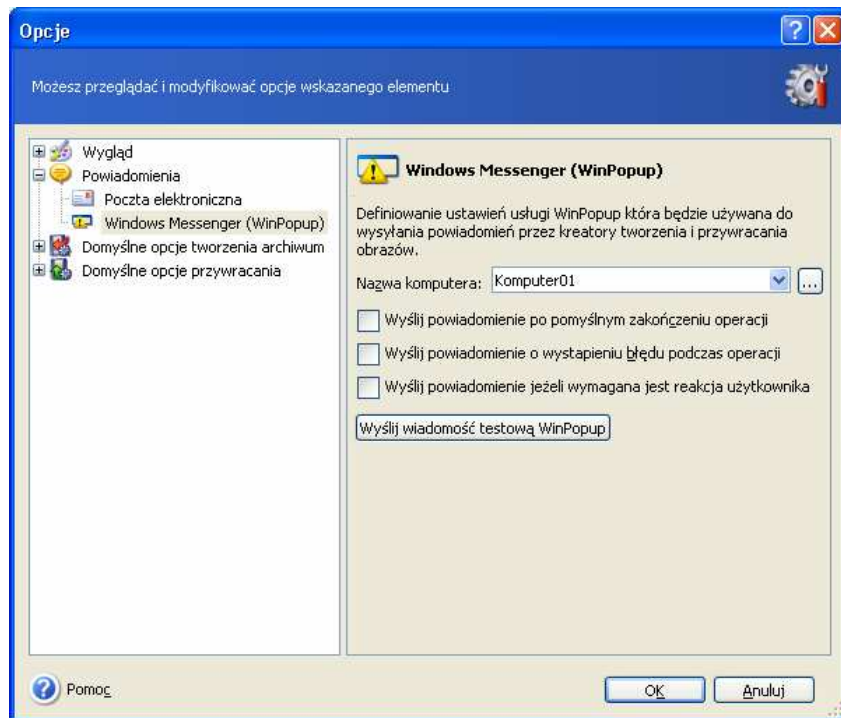 Opcje
Możesz przeglądać i modyfikować opcje wskazanego elementu
Wygląd
Powiadomienia
Poczta elektroniczna
Windows Messenger (WinPopup)
Domyślne opcje tworzenia archiwum
Domyślne opcje przywracania
Windows Messenger (WinPopup)
Definiowanie ustawień usługi WinPopup która będzie używana do
wysyłania powiadomień przez kreatory tworzenia i przywracania
obrazów.
Nazwa komputera: Komputer01 ...
Wyślij powiadomienie po pomyślnym zakończeniu operacji
Wyślij powiadomienie o wystapieniu błędu podczas operacji
Wyślij powiadomienie jeżeli wymagana jest reakcja użytkownika
Wyślij wiadomość testową WinPopup
Pomoc
OK
Anuluj